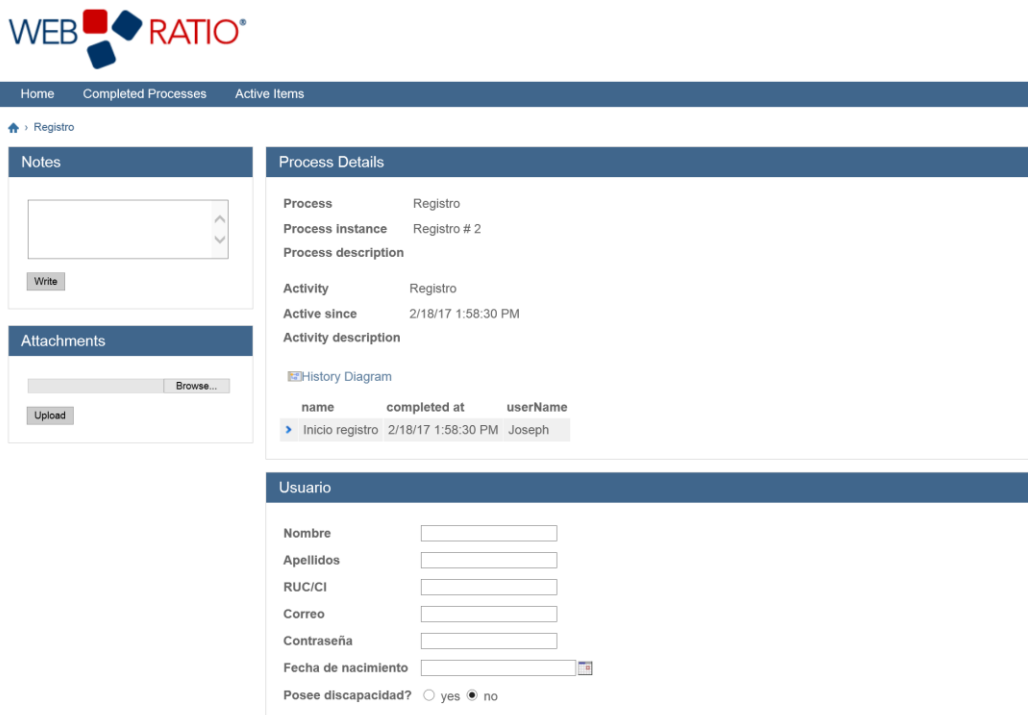 WEB RATIO®
Home Completed Processes Active Items
› Registro
Notes
Write
Attachments
Browse...
Upload
Process Details
Process Registro
Process instance Registro # 2
Process description
Activity Registro
Active since 2/18/17 1:58:30 PM
Activity description
History Diagram
name completed at userName
Inicio registro 2/18/17 1:58:30 PM Joseph
Usuario
Nombre
Apellidos
RUC/CI
Correo
Contraseña
Fecha de nacimiento
Posee discapacidad? yes no